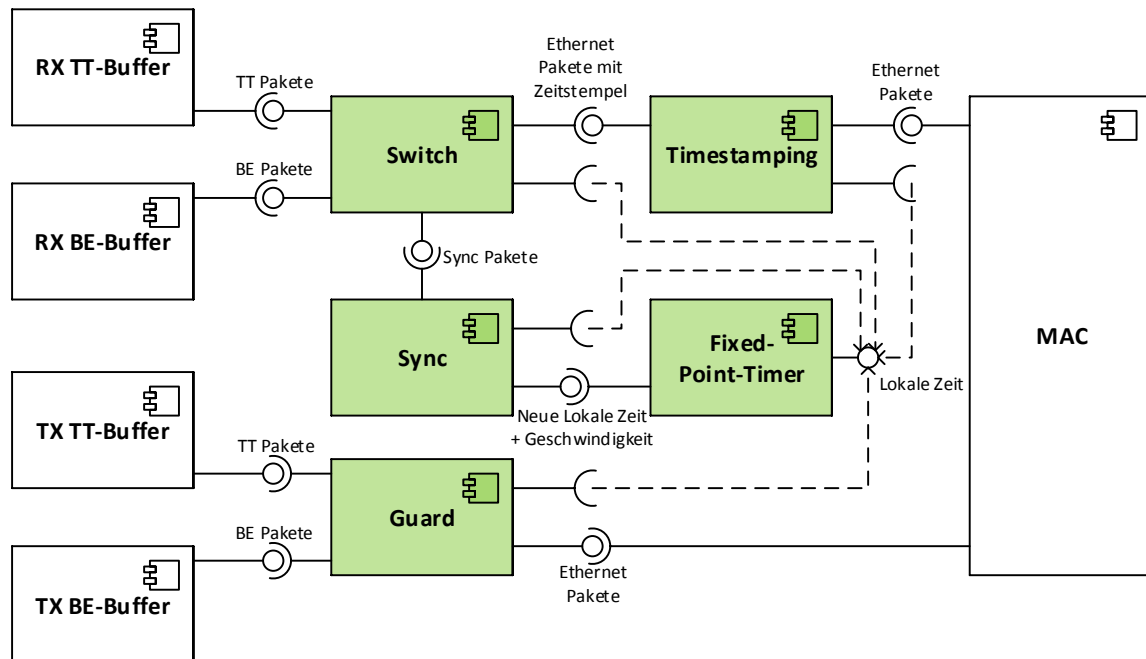 RX TT-Buffer
TT Pakete
Ethernet
Pakete mit
Zeitstempel
Ethernet
Pakete
Switch
Timestamping
BE Pakete
RX BE-Buffer
Sync Pakete
Sync
Fixed-
Point-Timer
MAC
Lokale Zeit
Neue Lokale Zeit
+ Geschwindigkeit
TX TT-Buffer
TT Pakete
Guard
BE Pakete
Ethernet
Pakete
TX BE-Buffer